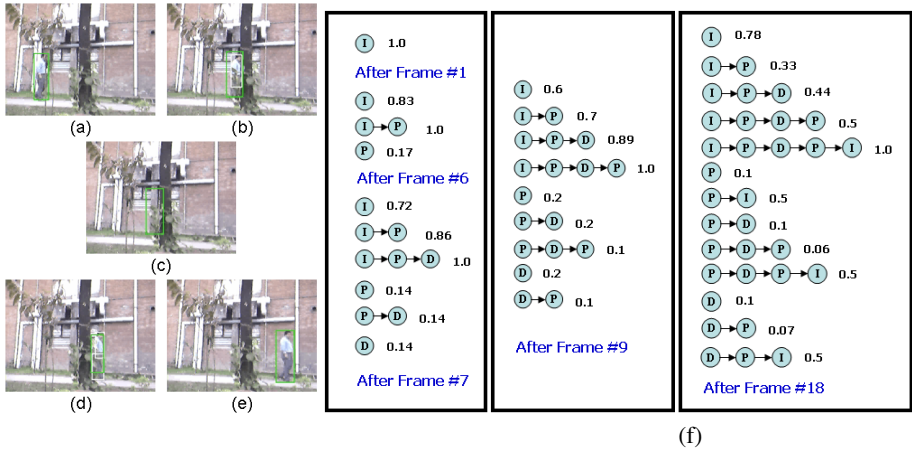 (a)
(b)
(c)
(d)
(e)
I 1.0
After Frame #1
I 0.83
I P 1.0
P 0.17
After Frame #6
I 0.72
I P 0.86
I P D 1.0
P 0.14
P D 0.14
D 0.14
After Frame #7
I 0.6
I P 0.7
I P D 0.89
I P D P 1.0
P 0.2
P D 0.2
P D P 0.1
D 0.2
D P 0.1
After Frame #9
I 0.78
I P 0.33
I P D 0.44
I P D P 0.5
I P D P I 1.0
P 0.1
P I 0.5
P D 0.1
P D P 0.06
P D P I 0.5
D 0.1
D P 0.07
D P I 0.5
After Frame #18
(f)